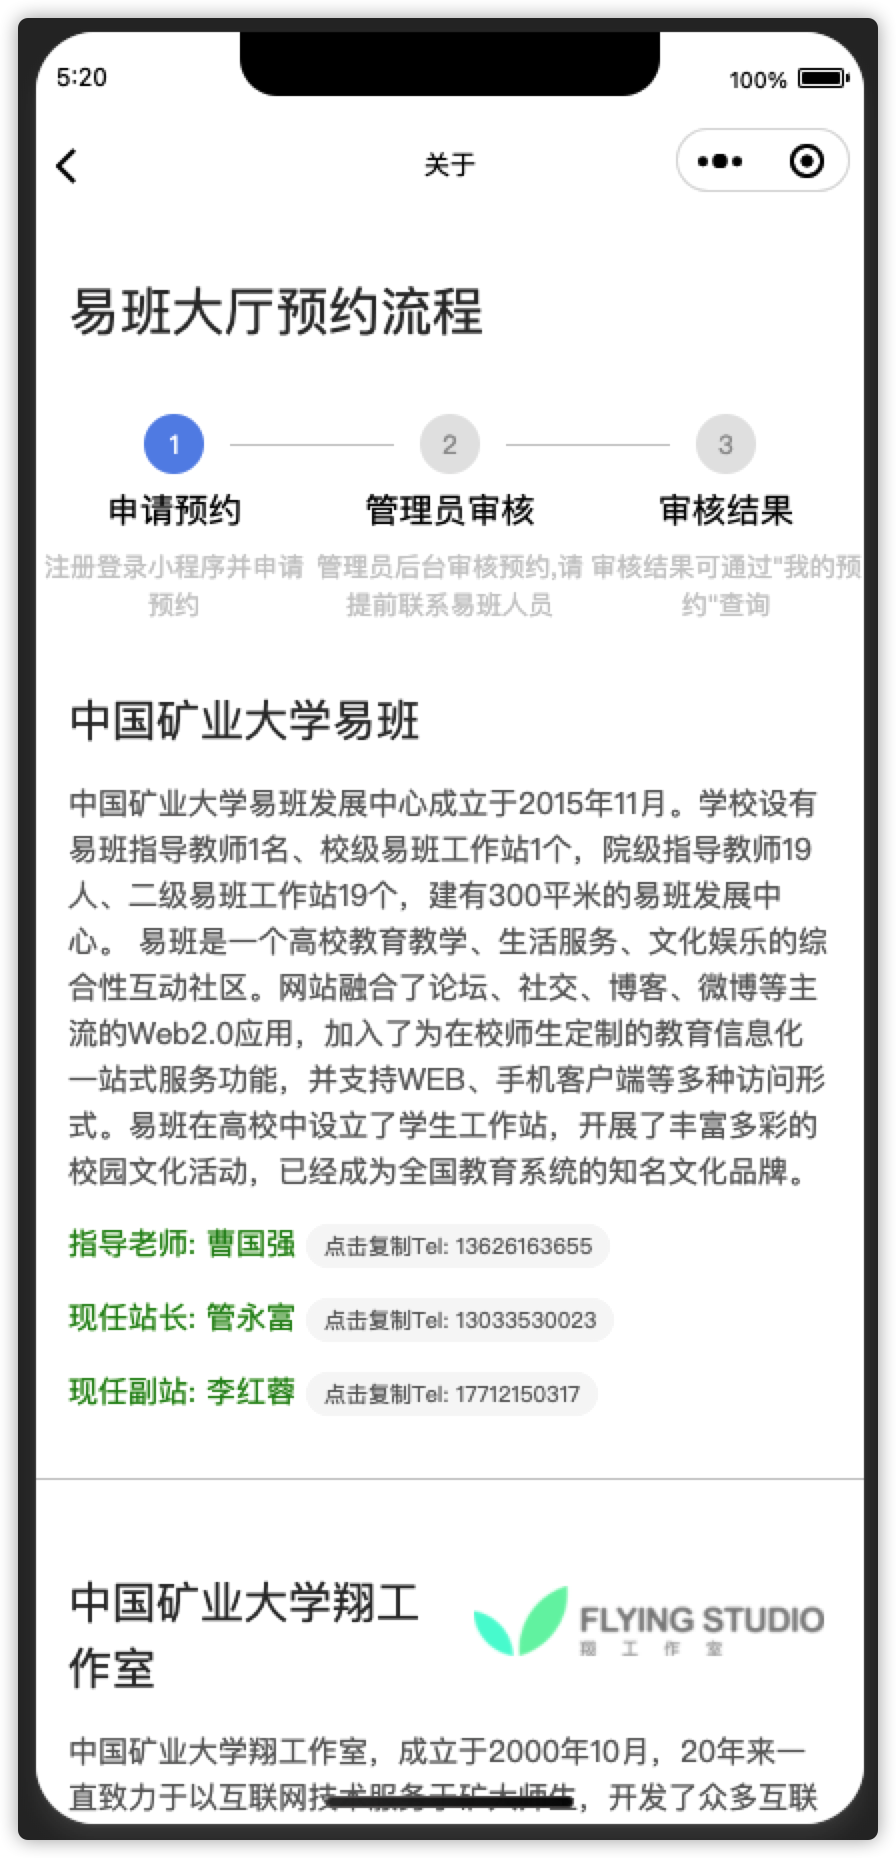 5:20
100%
关于
易班大厅预约流程
1
2
3
申请预约
管理员审核
审核结果
注册登录小程序并申请
预约
管理员后台审核预约,请
提前联系易班人员
审核结果可通过"我的预
约"查询
中国矿业大学易班
中国矿业大学易班发展中心成立于2015年11月。学校设有
易班指导教师1名、校级易班工作站1个，院级指导教师19
人、二级易班工作站19个，建有300平米的易班发展中
心。 易班是一个高校教育教学、生活服务、文化娱乐的综
合性互动社区。网站融合了论坛、社交、博客、微博等主
流的Web2.0应用，加入了为在校师生定制的教育信息化
一站式服务功能，并支持WEB、手机客户端等多种访问形
式。易班在高校中设立了学生工作站，开展了丰富多彩的
校园文化活动，已经成为全国教育系统的知名文化品牌。
指导老师: 曹国强 点击复制Tel: 13626163655
现任站长: 管永富 点击复制Tel: 13033530023
现任副站: 李红蓉 点击复制Tel: 17712150317
中国矿业大学翔工
作室
FLYING STUDIO
翔工作室
中国矿业大学翔工作室，成立于2000年10月，20年来一
直致力于以互联网技术服务于矿大师生，开发了众多互联